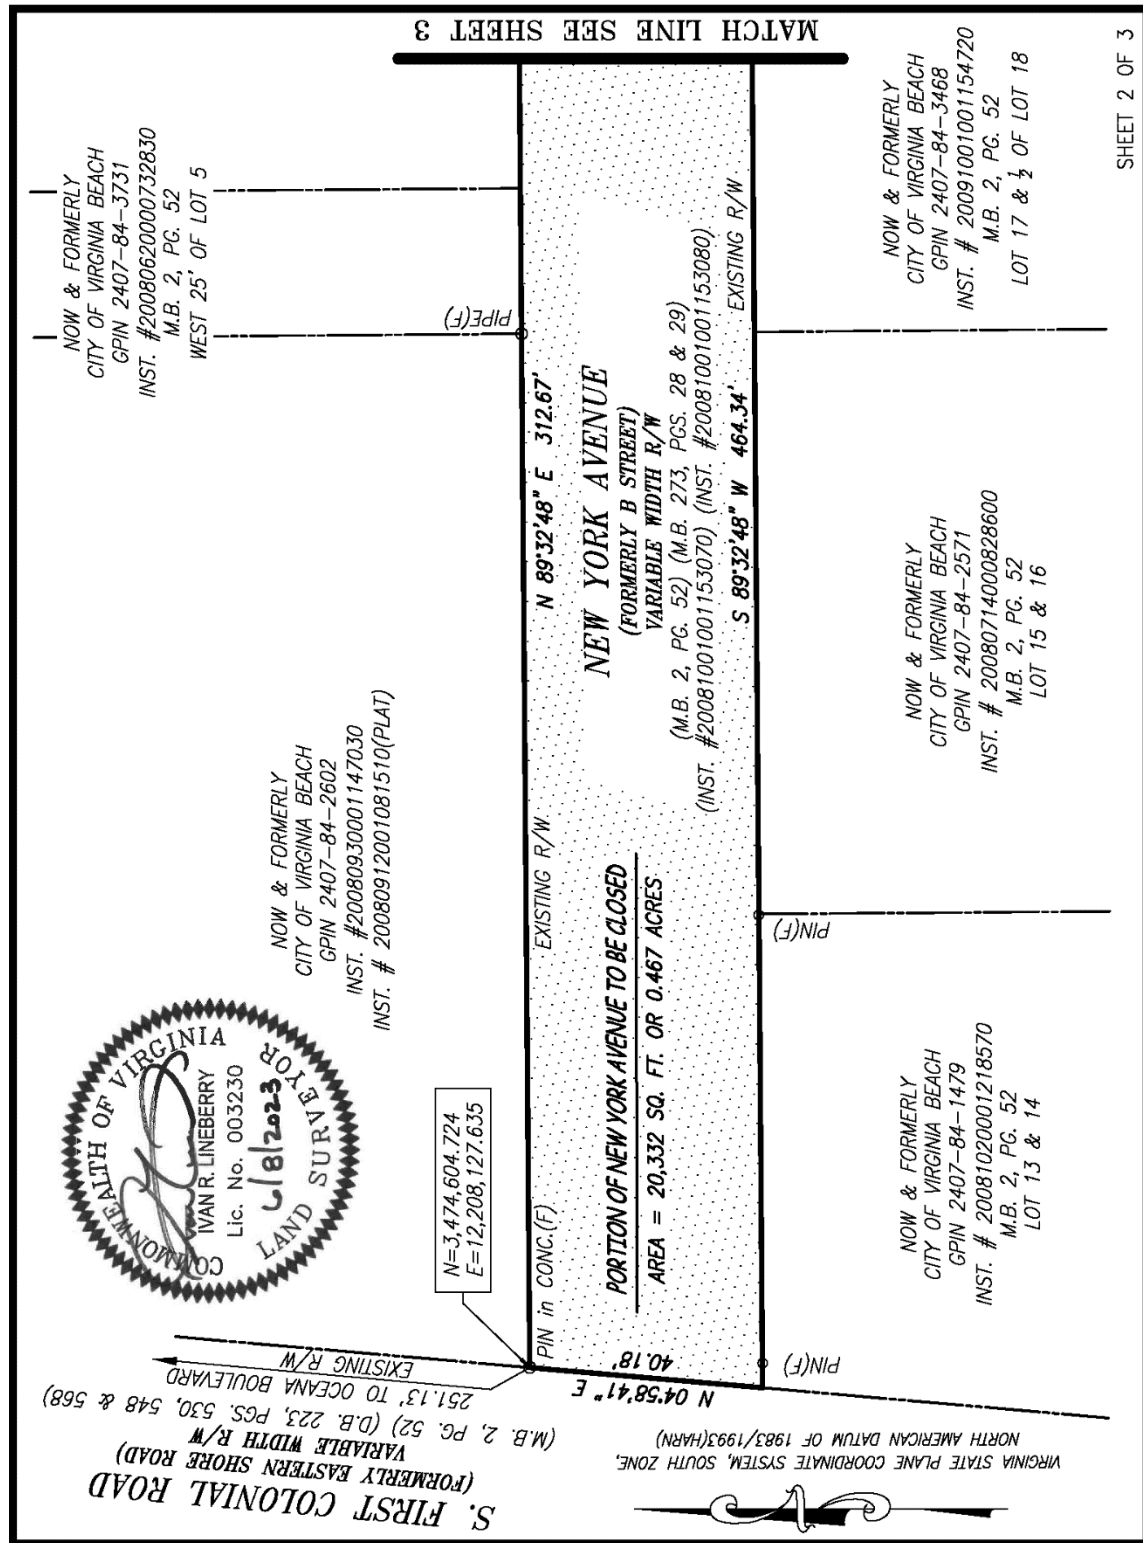 S. FIRST COLONIAL ROAD
(FORMERLY EASTERN SHORE ROAD)
VARIABLE WIDTH R/W
(M.B. 2, PG. 52) (D.B. 223, PGS. 530, 548 & 568)
251.13' TO OCEANA BOULEVARD
EXISTING R/W
COMMONWEALTH OF VIRGINIA
IVAN R. LINEBERRY
Lic. No. 003230
6/8/2023
LAND SURVEYOR
N=3,474,604.724
E=12,208,127.635
NOW & FORMERLY
CITY OF VIRGINIA BEACH
GPIN 2407-84-2602
INST. #20080930001147030
INST. # 20080912001081510(PLAT)
NOW & FORMERLY
CITY OF VIRGINIA BEACH
GPIN 2407-84-3731
INST. #20080620000732830
M.B. 2, PG. 52
WEST 25' OF LOT 5
PIPE(F)
MATCH LINE SEE SHEET 3
PIN in CONC.(F)
EXISTING R/W
N 89°32'48" E 312.67'
N 04°58'41" E
40.18'
PORTION OF NEW YORK AVENUE TO BE CLOSED
AREA = 20,332 SQ. FT. OR 0.467 ACRES
NEW YORK AVENUE
(FORMERLY B STREET)
VARIABLE WIDTH R/W
(M.B. 2, PG. 52) (M.B. 273, PGS. 28 & 29)
(INST. #20081001001153070) (INST. #20081001001153080)
S 89°32'48" W 464.34'
EXISTING R/W
PIN(F)
PIN(F)
VIRGINIA STATE PLANE COORDINATE SYSTEM, SOUTH ZONE,
NORTH AMERICAN DATUM OF 1983/1993(HARN)
N
NOW & FORMERLY
CITY OF VIRGINIA BEACH
GPIN 2407-84-1479
INST. # 20081020001218570
M.B. 2, PG. 52
LOT 13 & 14
NOW & FORMERLY
CITY OF VIRGINIA BEACH
GPIN 2407-84-2571
INST. # 20080714000828600
M.B. 2, PG. 52
LOT 15 & 16
NOW & FORMERLY
CITY OF VIRGINIA BEACH
GPIN 2407-84-3468
INST. # 20091001001154720
M.B. 2, PG. 52
LOT 17 & ½ OF LOT 18
SHEET 2 OF 3